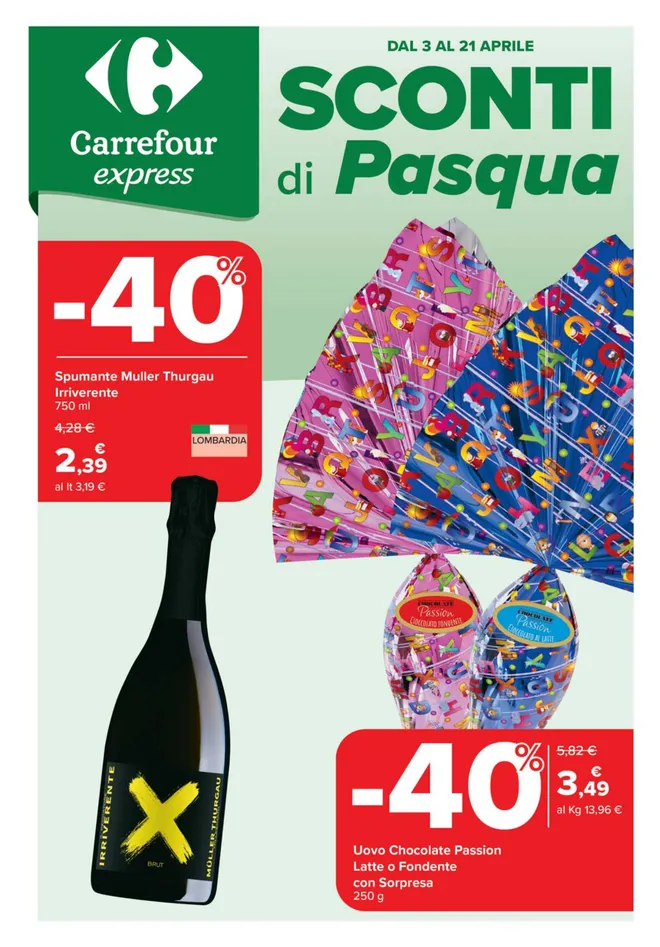 DAL 3 AL 21 APRILE
SCONTI
di Pasqua
Carrefour
express
-40%
Spumante Muller Thurgau
Irriverente
750 ml
4,28 €
2,39 €
al lt 3,19 €
LOMBARDIA
CHOCOLATE
Passion
CIOCCOLATO FONDENTE
CHOCOLATE
Passion
CIOCCOLATO AL LATTE
IRRIVERENTE
MÜLLER THURGAU
BRUT
-40%
5,82 €
3,49 €
al Kg 13,96 €
Uovo Chocolate Passion
Latte o Fondente
con Sorpresa
250 g